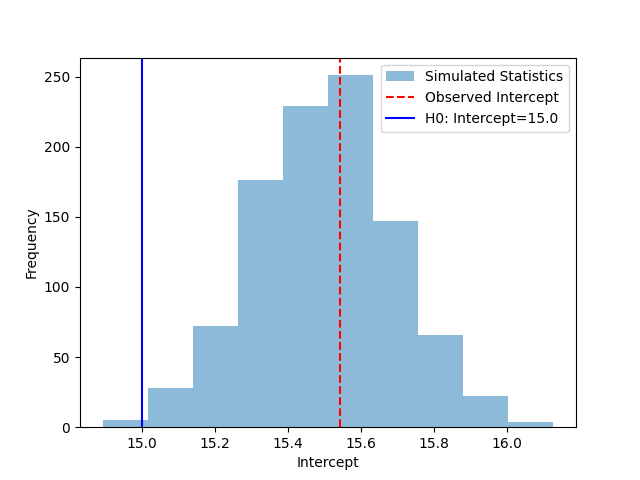 Simulated Statistics
Observed Intercept
H0: Intercept=15.0
250
200
150
100
50
0
Frequency
15.0 15.2 15.4 15.6 15.8 16.0
Intercept